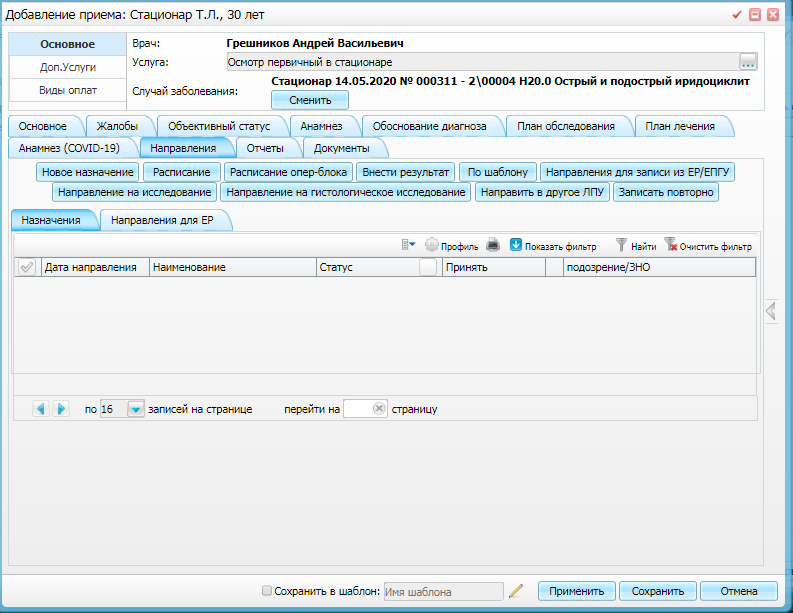 Добавление приема: Стационар Т.Л., 30 лет
Основное
Доп.Услуги
Виды оплат
Врач: Грешников Андрей Васильевич
Услуга: Осмотр первичный в стационаре ...
Случай заболевания: Стационар 14.05.2020 № 000311 - 2\00004 H20.0 Острый и подострый иридоциклит
Сменить
Основное Жалобы Объективный статус Анамнез Обоснование диагноза План обследования План лечения
Анамнез (COVID-19) Направления Отчеты Документы
Новое назначение Расписание Расписание опер-блока Внести результат По шаблону Направления для записи из ЕР/ЕПГУ
Направление на исследование Направление на гистологическое исследование Направить в другое ЛПУ Записать повторно
Назначения Направления для ЕР
Профиль Показать фильтр Найти Очистить фильтр
Дата направления Наименование Статус Принять подозрение/ЗНО
по 16 записей на странице перейти на страницу
Сохранить в шаблон: Имя шаблона Применить Сохранить Отмена